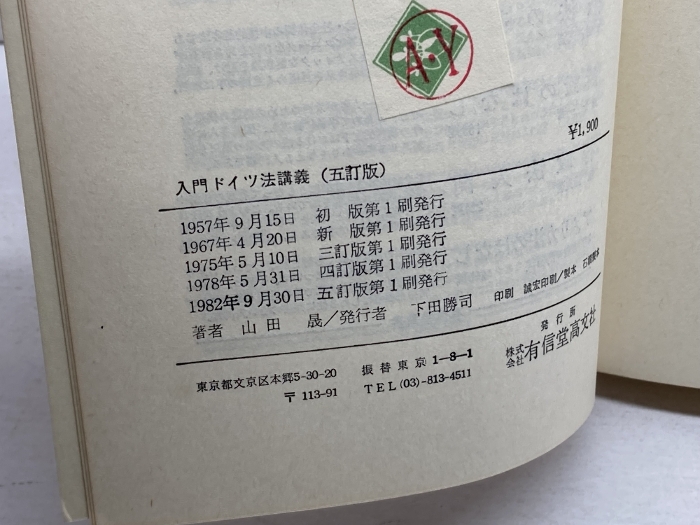 A・Y
¥1,900
入門ドイツ法講義（五訂版）
1957年9月15日 初 版第1刷発行
1967年4月20日 新 版第1刷発行
1975年5月10日 三訂版第1刷発行
1978年5月31日 四訂版第1刷発行
1982年9月30日 五訂版第1刷発行
著者 山田 晟／発行者 下田勝司 印刷 誠宏印刷／製本
発行所 株式会社 有信堂高文社
東京都文京区本郷5-30-20 振替東京 1-8-1
〒113-91 TEL (03)-813-4511